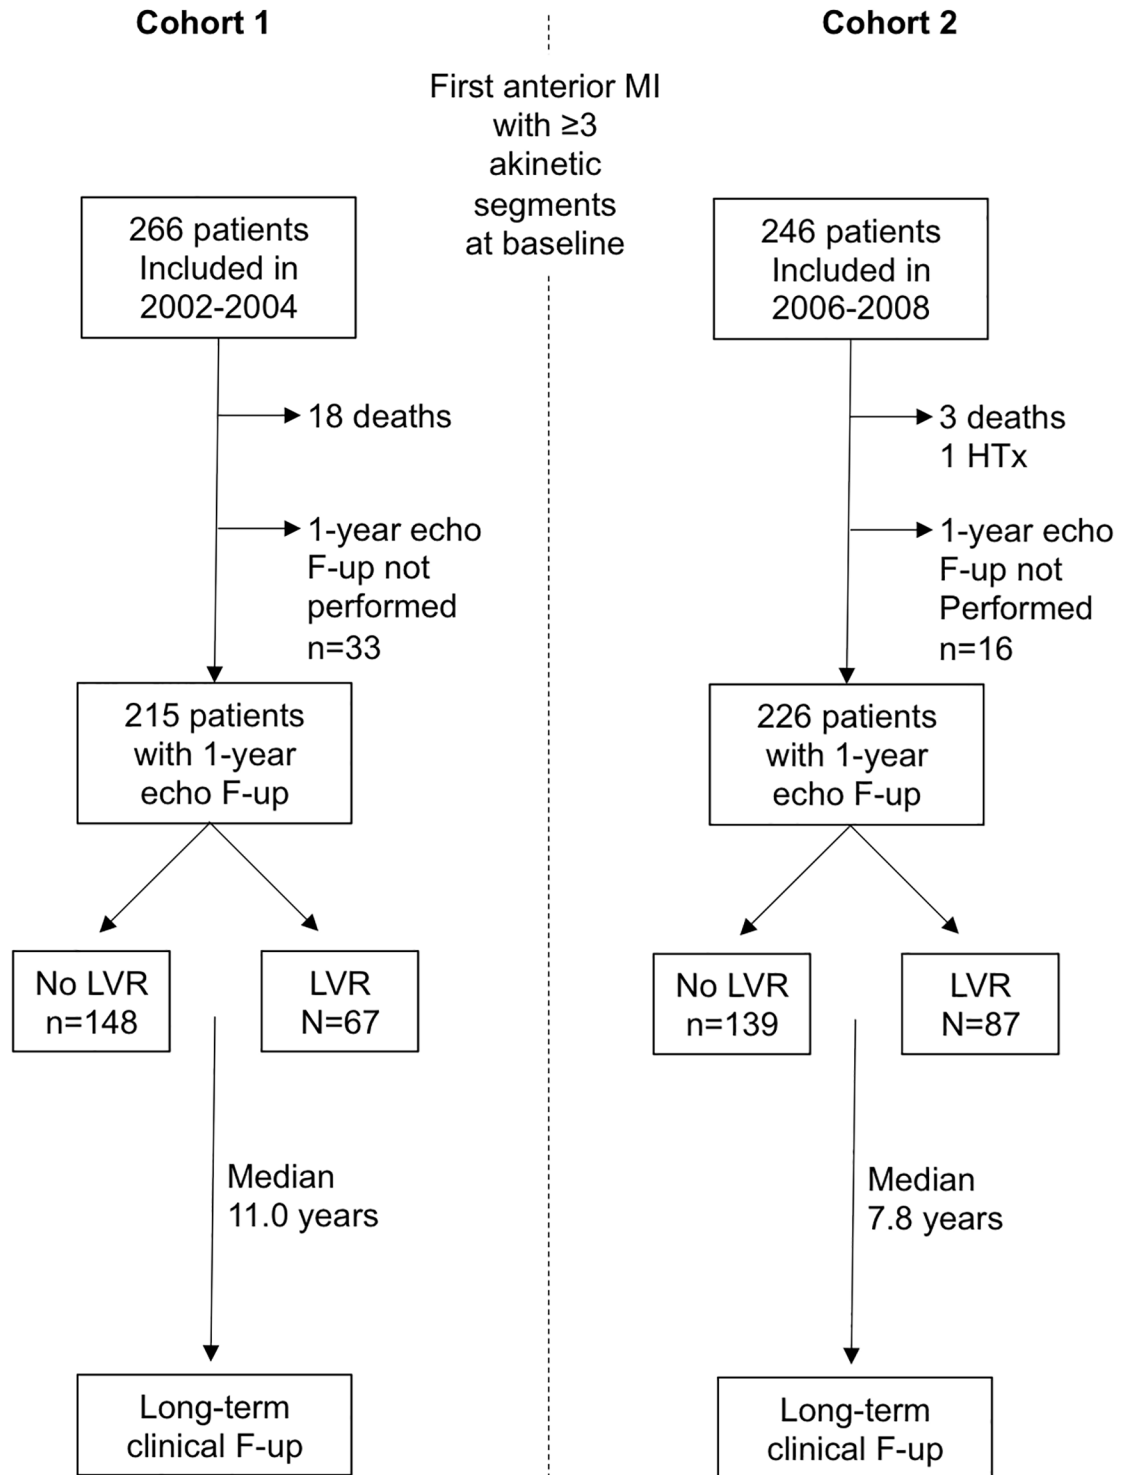 Cohort 1
Cohort 2
First anterior MI
with ≥3
akinetic
segments
at baseline
266 patients
Included in
2002-2004
18 deaths
1-year echo
F-up not
performed
n=33
215 patients
with 1-year
echo F-up
No LVR
n=148
LVR
N=67
Median
11.0 years
Long-term
clinical F-up
246 patients
Included in
2006-2008
3 deaths
1 HTx
1-year echo
F-up not
Performed
n=16
226 patients
with 1-year
echo F-up
No LVR
n=139
LVR
N=87
Median
7.8 years
Long-term
clinical F-up